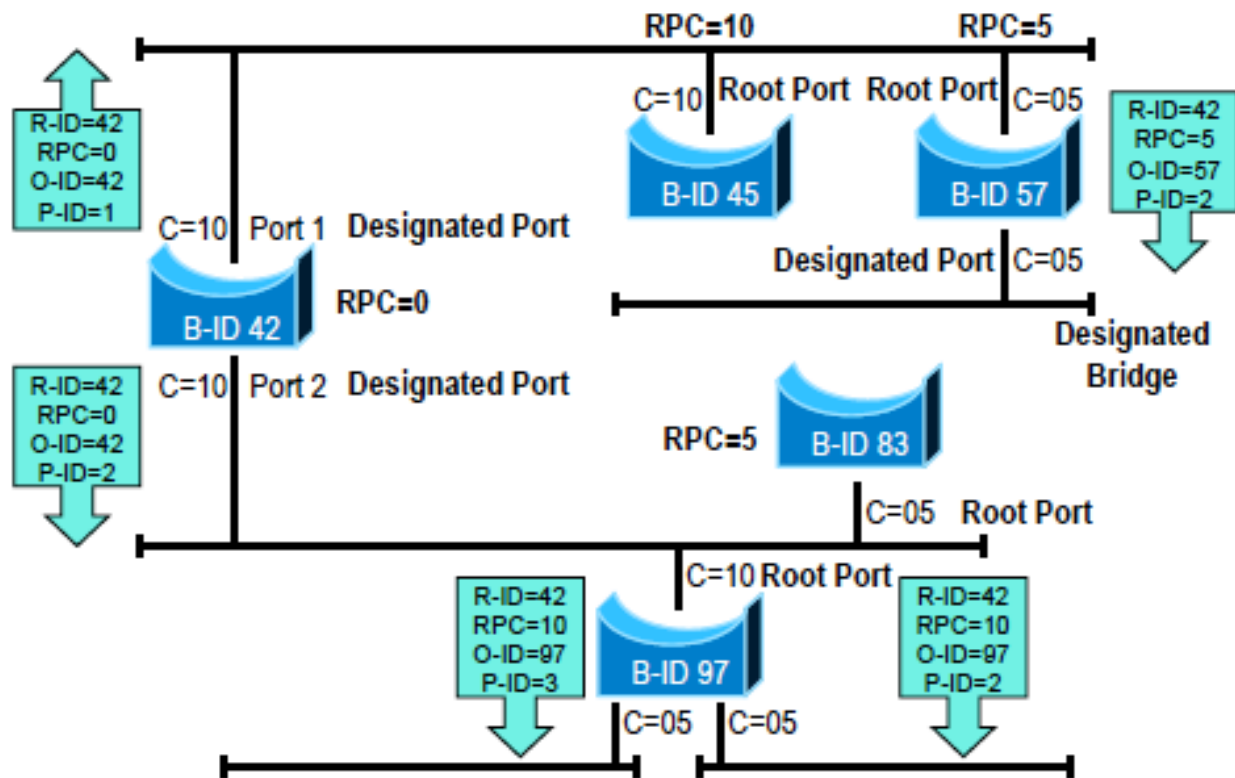 RPC=10
RPC=5
R-ID=42
RPC=0
O-ID=42
P-ID=1
C=10
Root Port
Root Port
C=05
R-ID=42
RPC=5
O-ID=57
P-ID=2
B-ID 45
B-ID 57
C=10
Port 1
Designated Port
Designated Port
C=05
B-ID 42
RPC=0
Designated
Bridge
R-ID=42
RPC=0
O-ID=42
P-ID=2
C=10
Port 2
Designated Port
RPC=5
B-ID 83
C=05
Root Port
C=10
Root Port
R-ID=42
RPC=10
O-ID=97
P-ID=3
B-ID 97
R-ID=42
RPC=10
O-ID=97
P-ID=2
C=05
C=05